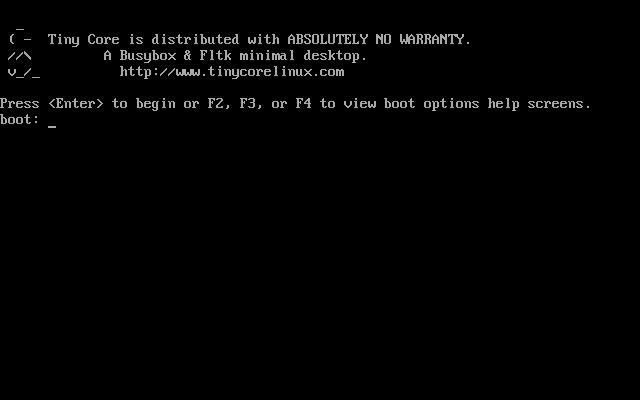 _
( -  Tiny Core is distributed with ABSOLUTELY NO WARRANTY.
//\         A Busybox & Fltk minimal desktop.
v_/_          http://www.tinycorelinux.com

Press <Enter> to begin or F2, F3, or F4 to view boot options help screens.
boot: _